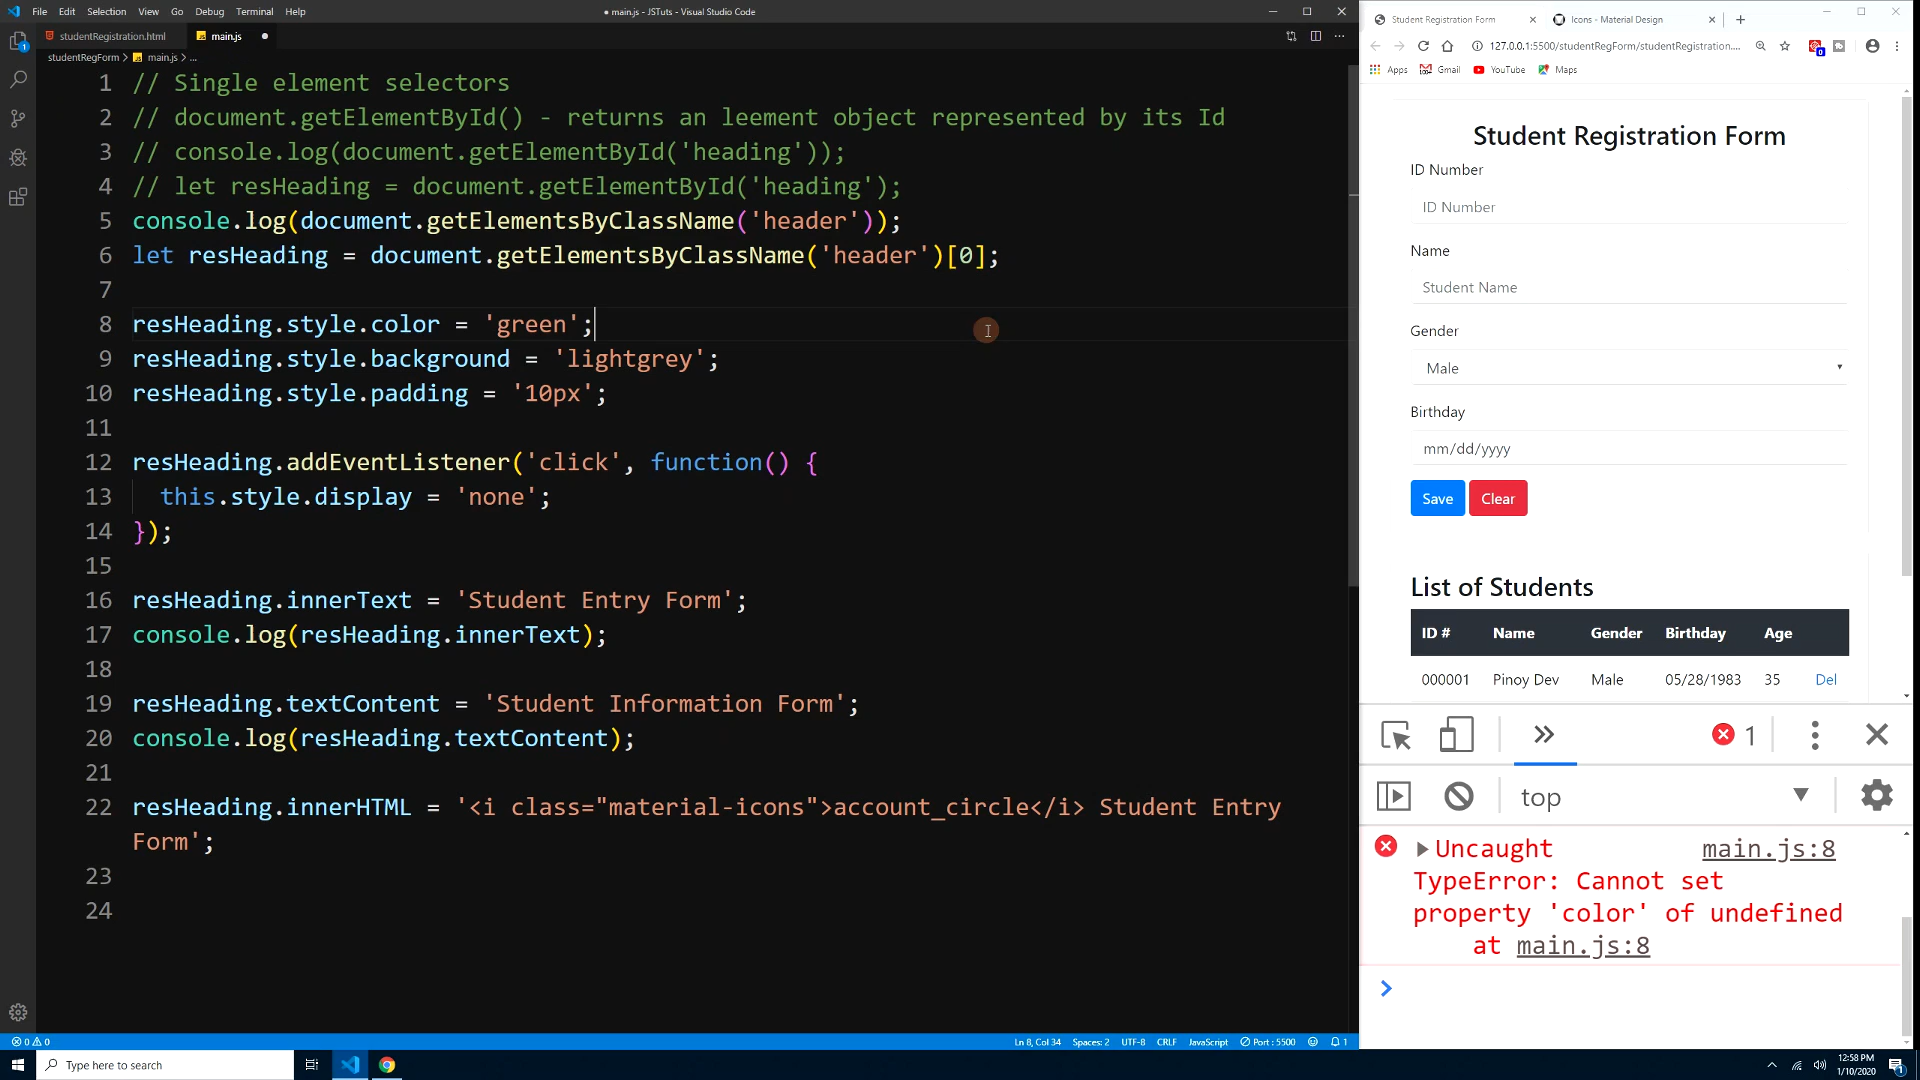 File Edit Selection View Go Debug Terminal Help
● main.js - JSTuts - Visual Studio Code
studentRegistration.html
JS main.js ●
studentRegForm > JS main.js > ...
1 // Single element selectors
2 // document.getElementById() - returns an leement object represented by its Id
3 // console.log(document.getElementById('heading'));
4 // let resHeading = document.getElementById('heading');
5 console.log(document.getElementsByClassName('header'));
6 let resHeading = document.getElementsByClassName('header')[0];
7
8 resHeading.style.color = 'green';
9 resHeading.style.background = 'lightgrey';
10 resHeading.style.padding = '10px';
11
12 resHeading.addEventListener('click', function() {
13 this.style.display = 'none';
14 });
15
16 resHeading.innerText = 'Student Entry Form';
17 console.log(resHeading.innerText);
18
19 resHeading.textContent = 'Student Information Form';
20 console.log(resHeading.textContent);
21
22 resHeading.innerHTML = '<i class="material-icons">account_circle</i> Student Entry
Form';
23
24
1
0 0
Ln 8, Col 34 Spaces: 2 UTF-8 CRLF JavaScript Port : 5500 1
Student Registration Form
Icons - Material Design
127.0.0.1:5500/studentRegForm/studentRegistration....
0
Apps Gmail YouTube Maps
Student Registration Form
ID Number
ID Number
Name
Student Name
Gender
Male
Birthday
mm/dd/yyyy
Save Clear
List of Students
ID # Name Gender Birthday Age
000001 Pinoy Dev Male 05/28/1983 35 Del
1
top
Uncaught main.js:8
TypeError: Cannot set
property 'color' of undefined
at main.js:8
Type here to search
12:58 PM
1/10/2020
1